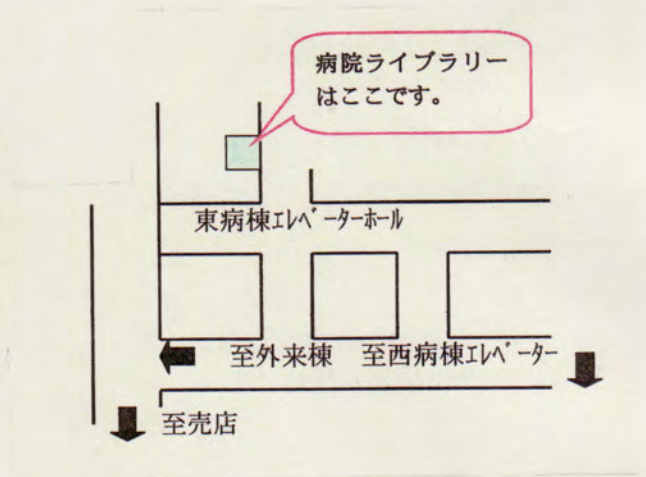 病院ライブラリー
はここです。
東病棟エレベーターホール
至外来棟 至西病棟エレベーター
至売店